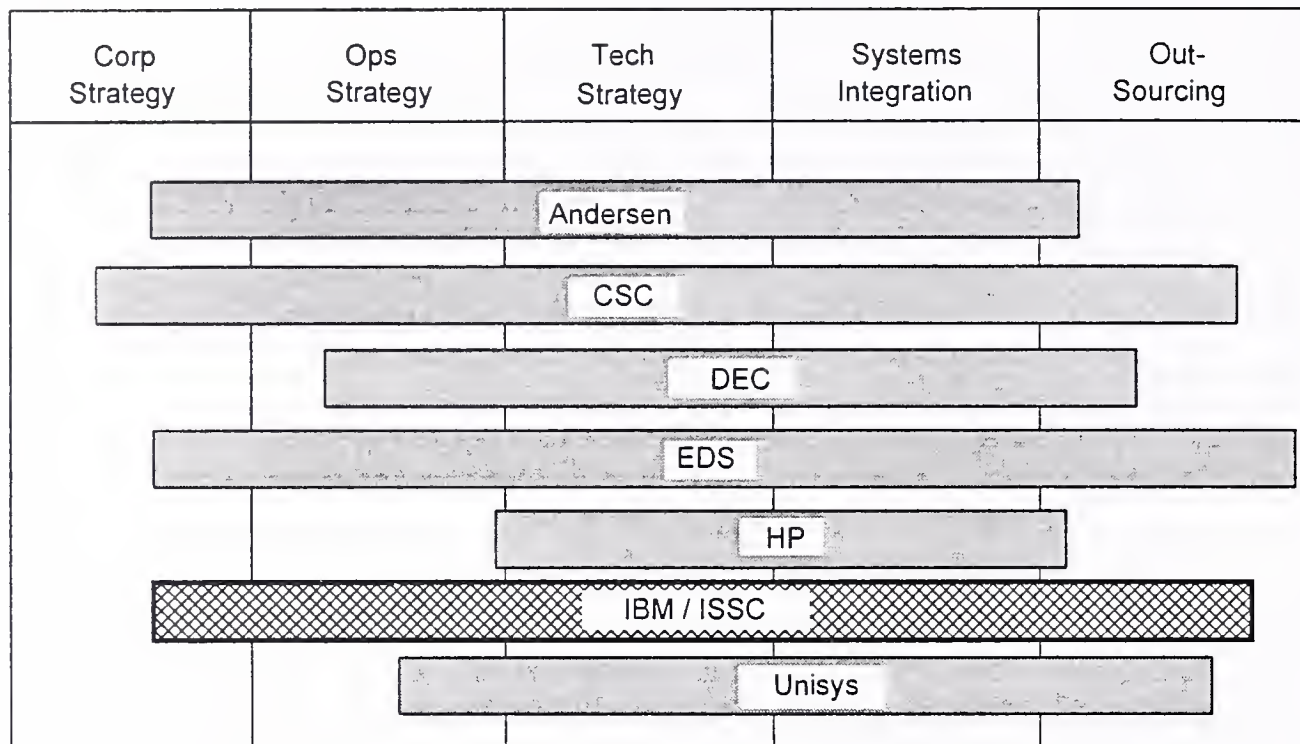 Corp
Strategy
Ops
Strategy
Tech
Strategy
Systems
Integration
Out-
Sourcing
Andersen
CSC
DEC
EDS
HP
IBM / ISSC
Unisys